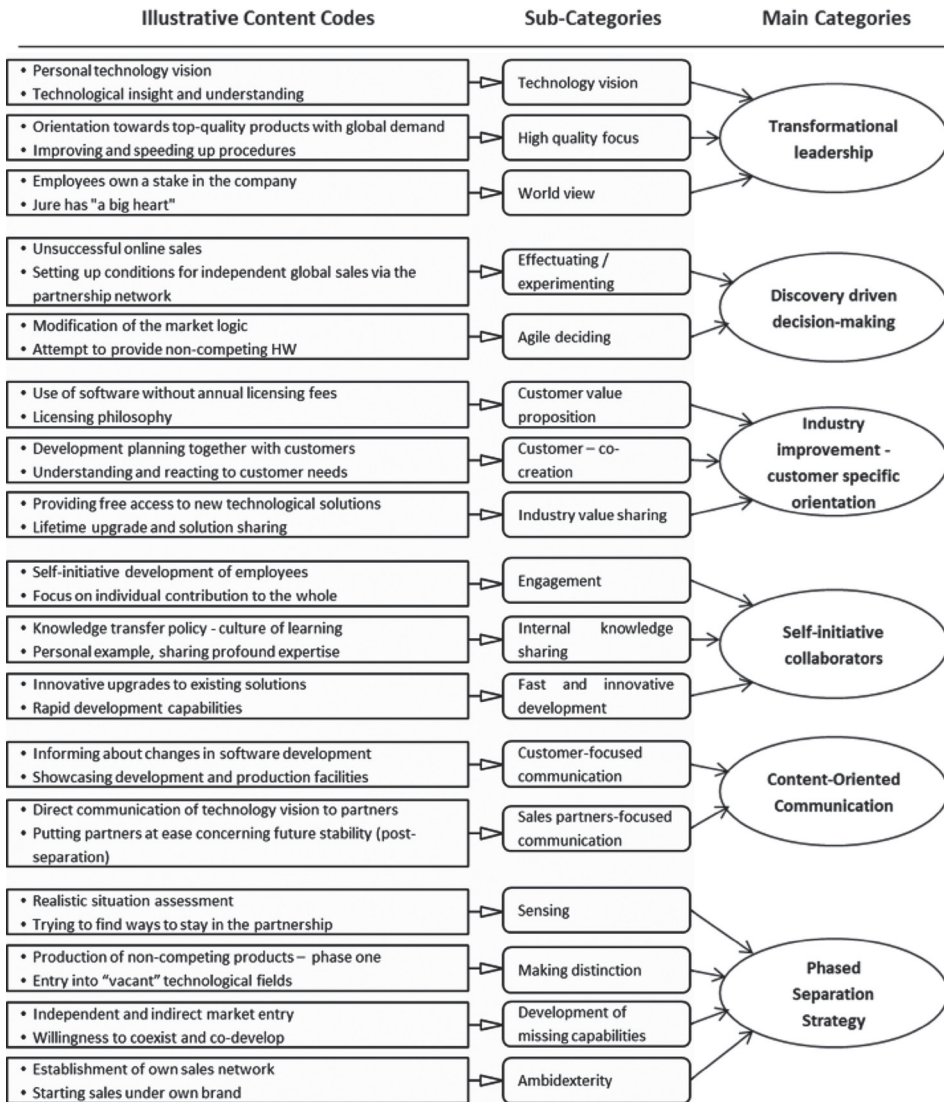 Illustrative Content Codes
Sub-Categories
Main Categories
• Personal technology vision
• Technological insight and understanding
Technology vision
• Orientation towards top-quality products with global demand
• Improving and speeding up procedures
High quality focus
• Employees own a stake in the company
• Jure has "a big heart"
World view
Transformational
leadership
• Unsuccessful online sales
• Setting up conditions for independent global sales via the
partnership network
Effectuating /
experimenting
• Modification of the market logic
• Attempt to provide non-competing HW
Agile deciding
Discovery driven
decision-making
• Use of software without annual licensing fees
• Licensing philosophy
Customer value
proposition
• Development planning together with customers
• Understanding and reacting to customer needs
Customer – co-
creation
• Providing free access to new technological solutions
• Lifetime upgrade and solution sharing
Industry value sharing
Industry
improvement -
customer specific
orientation
• Self-initiative development of employees
• Focus on individual contribution to the whole
Engagement
• Knowledge transfer policy - culture of learning
• Personal example, sharing profound expertise
Internal knowledge
sharing
• Innovative upgrades to existing solutions
• Rapid development capabilities
Fast and innovative
development
Self-initiative
collaborators
• Informing about changes in software development
• Showcasing development and production facilities
Customer-focused
communication
• Direct communication of technology vision to partners
• Putting partners at ease concerning future stability (post-
separation)
Sales partners-focused
communication
Content-Oriented
Communication
• Realistic situation assessment
• Trying to find ways to stay in the partnership
Sensing
• Production of non-competing products – phase one
• Entry into “vacant” technological fields
Making distinction
• Independent and indirect market entry
• Willingness to coexist and co-develop
Development of
missing capabilities
• Establishment of own sales network
• Starting sales under own brand
Ambidexterity
Phased
Separation
Strategy